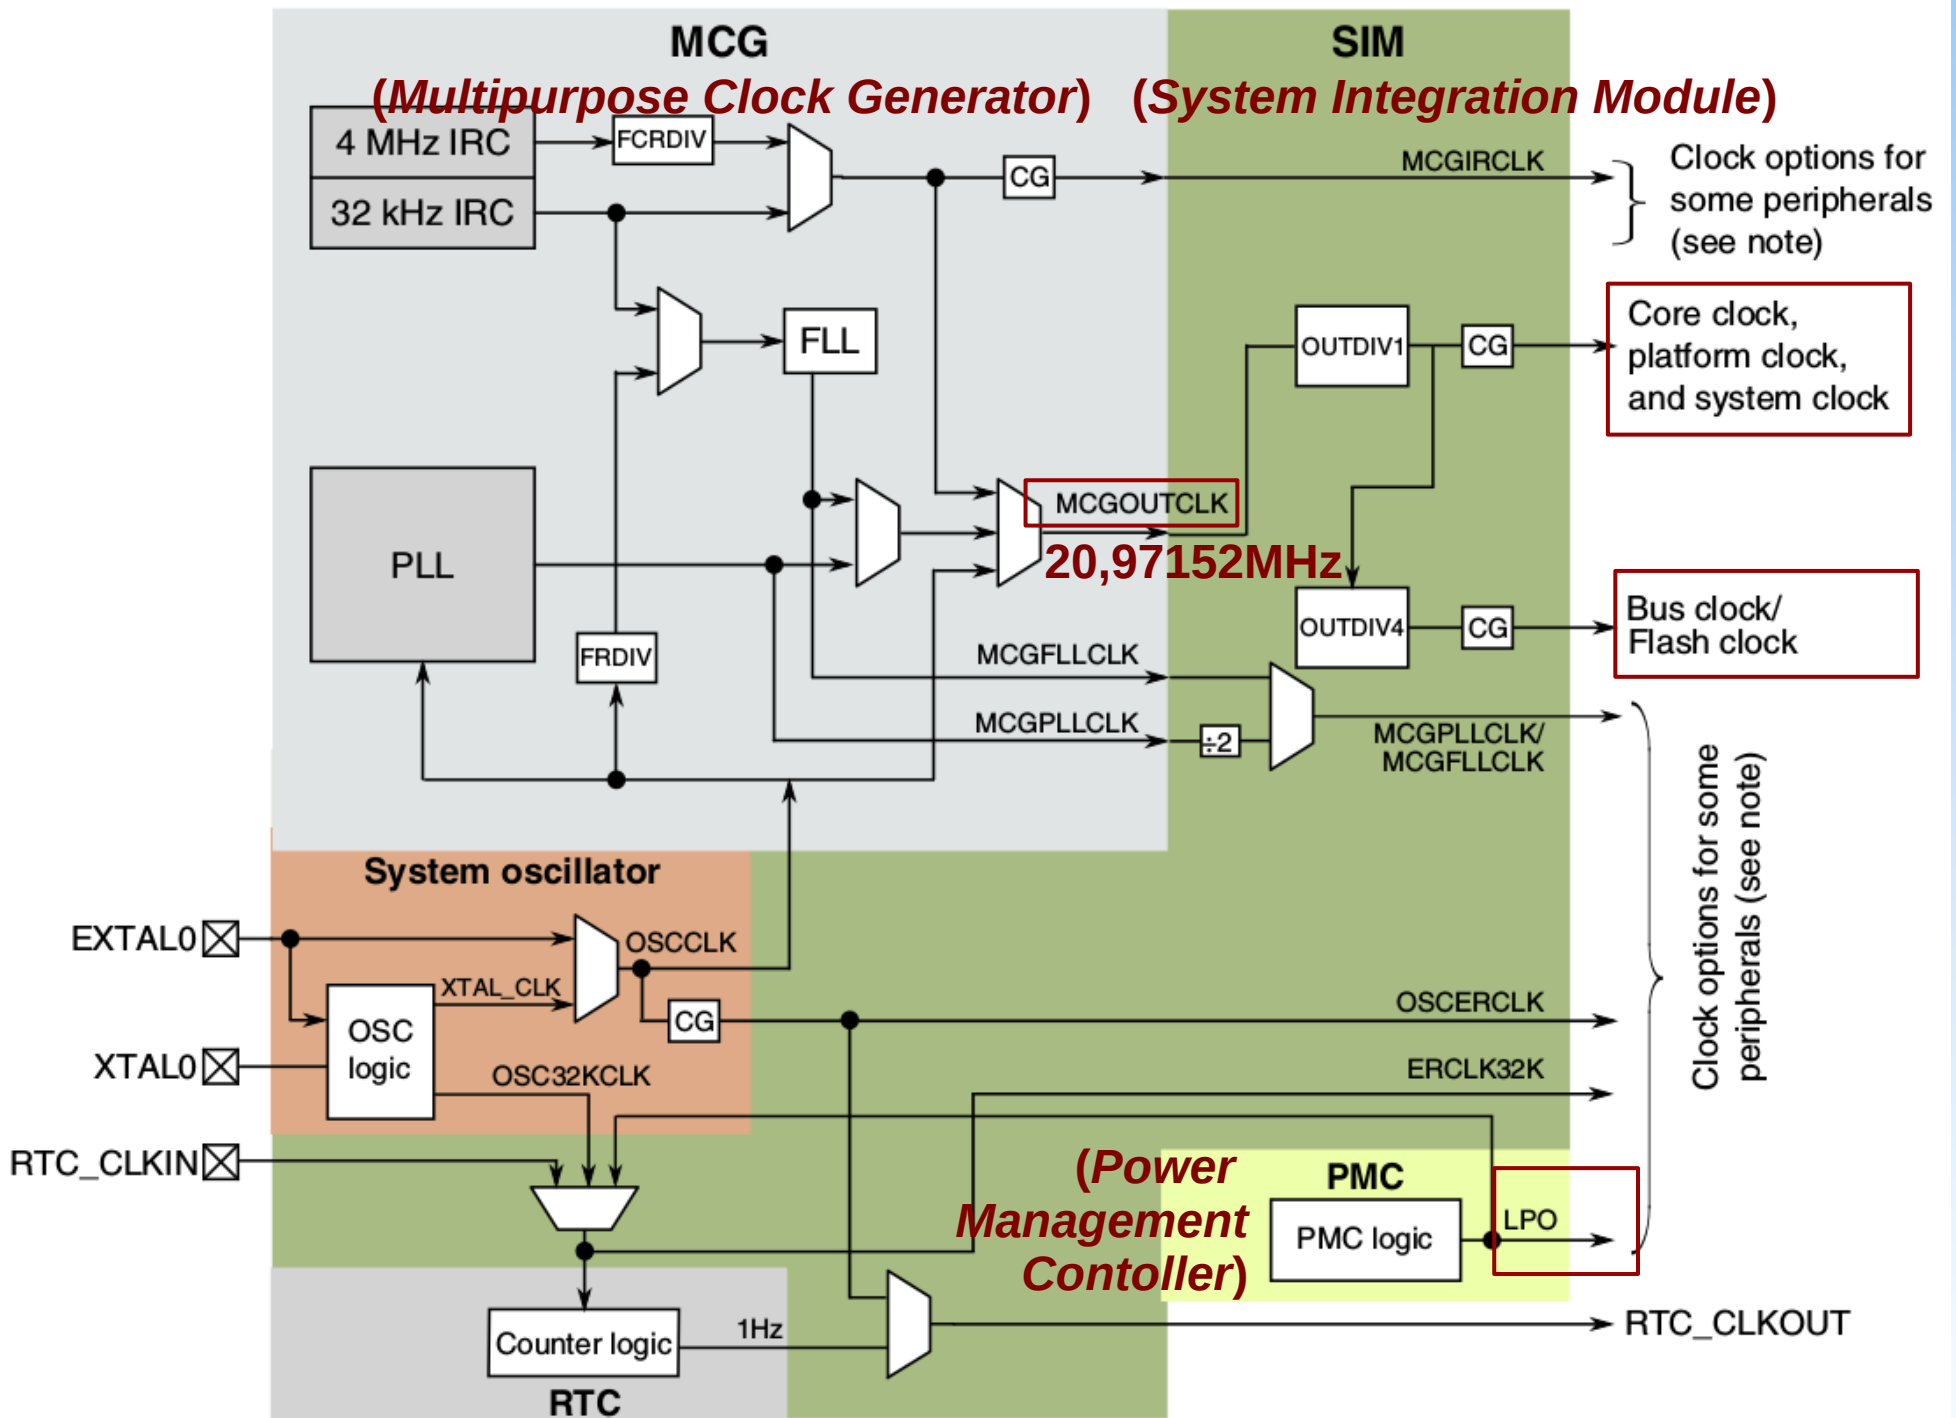 MCG
SIM
(Multipurpose Clock Generator)
(System Integration Module)
4 MHz IRC
FCRDIV
32 kHz IRC
CG
MCGIRCLK
Clock options for
some peripherals
(see note)
FLL
OUTDIV1
CG
Core clock,
platform clock,
and system clock
PLL
MCGOUTCLK
20,97152MHz
OUTDIV4
CG
Bus clock/
Flash clock
FRDIV
MCGFLLCLK
MCGPLLCLK
÷2
MCGPLLCLK/
MCGFLLCLK
Clock options for some
peripherals (see note)
System oscillator
EXTAL0
OSCCLK
XTAL_CLK
OSC
logic
CG
OSCERCLK
XTAL0
OSC32KCLK
ERCLK32K
RTC_CLKIN
(Power
Management
Contoller)
PMC
PMC logic
LPO
Counter logic
1Hz
RTC_CLKOUT
RTC